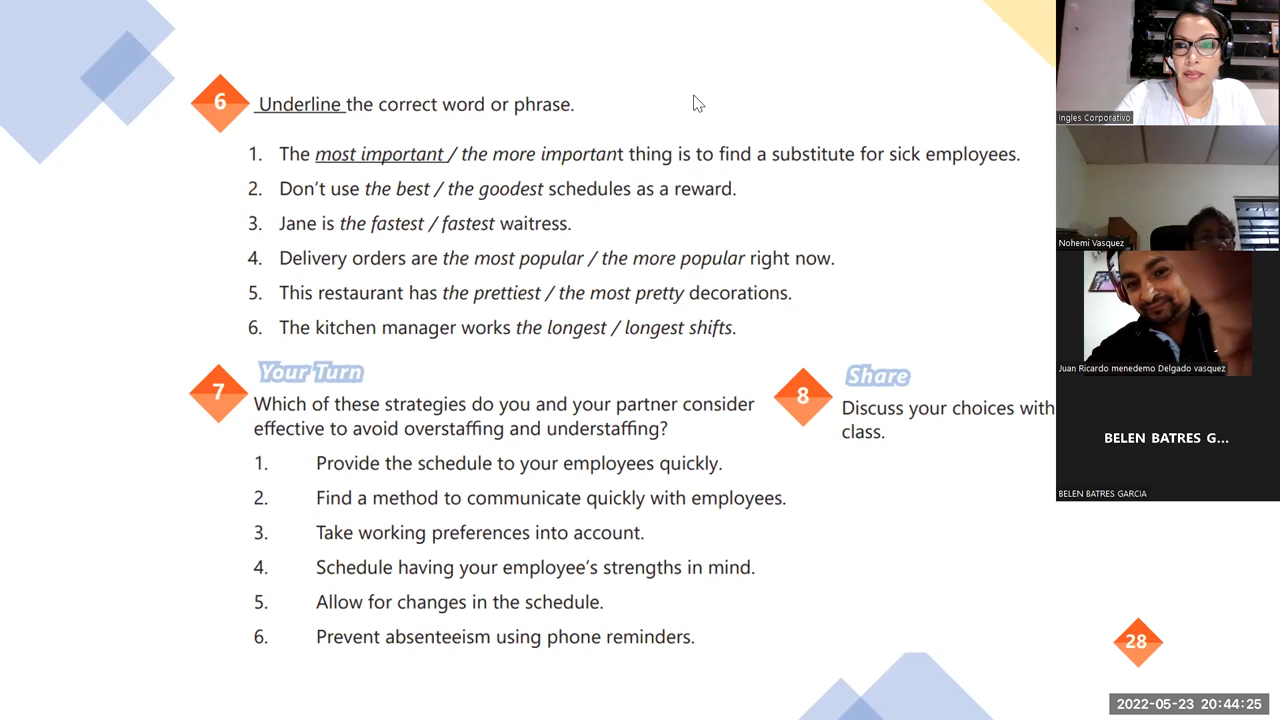 6
Underline the correct word or phrase.
1. The most important / the more important thing is to find a substitute for sick employees.
2. Don't use the best / the goodest schedules as a reward.
3. Jane is the fastest / fastest waitress.
4. Delivery orders are the most popular / the more popular right now.
5. This restaurant has the prettiest / the most pretty decorations.
6. The kitchen manager works the longest / longest shifts.
7
Your Turn
Which of these strategies do you and your partner consider
effective to avoid overstaffing and understaffing?
1. Provide the schedule to your employees quickly.
2. Find a method to communicate quickly with employees.
3. Take working preferences into account.
4. Schedule having your employee's strengths in mind.
5. Allow for changes in the schedule.
6. Prevent absenteeism using phone reminders.
8
Share
Discuss your choices with
class.
28
Ingles Corporativo
Nohemi Vasquez
Juan Ricardo menedemo Delgado vasquez
BELEN BATRES G...
BELEN BATRES GARCIA
2022-05-23 20:44:25